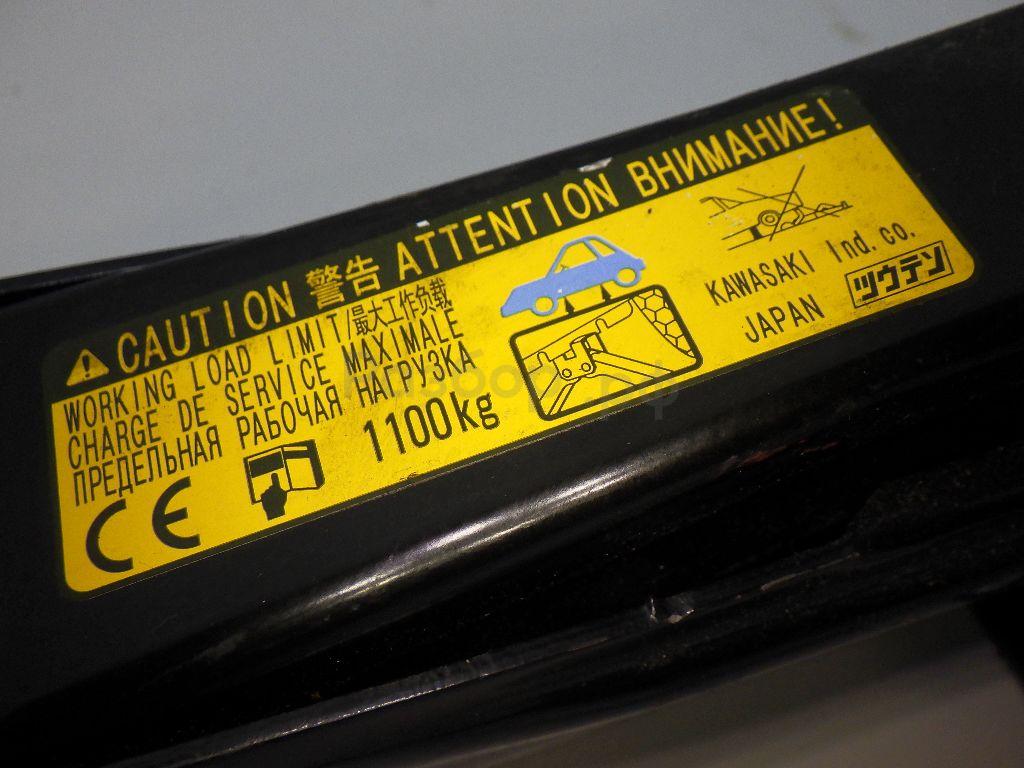 CAUTION 警告 ATTENTION ВНИМАНИЕ!
WORKING LOAD LIMIT/最大工作负载
CHARGE DE SERVICE MAXIMALE
ПРЕДЕЛЬНАЯ РАБОЧАЯ НАГРУЗКА
1100kg
CE
KAWASAKI Ind. co.
JAPAN ツウテン